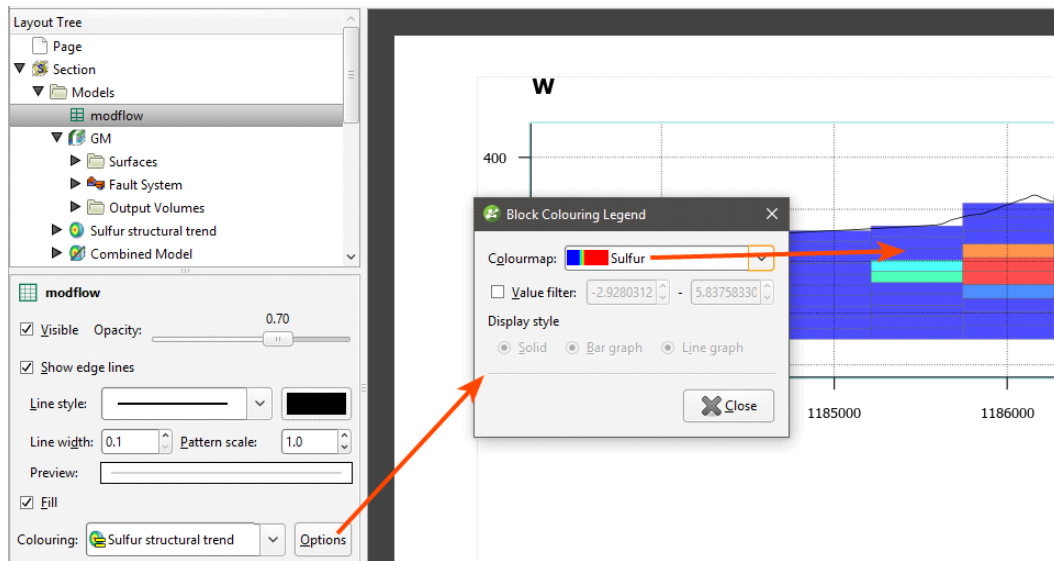 Layout Tree
Page
Section
Models
modflow
GM
Surfaces
Fault System
Output Volumes
Sulfur structural trend
Combined Model
modflow
Visible Opacity: 0.70
Show edge lines
Line style:
Line width: 0.1 Pattern scale: 1.0
Preview:
Fill
Colouring: Sulfur structural trend Options
W
400
Block Colouring Legend
Colourmap: Sulfur
Value filter: -2.9280312 - 5.83758330
Display style
Solid Bar graph Line graph
Close
1185000 1186000